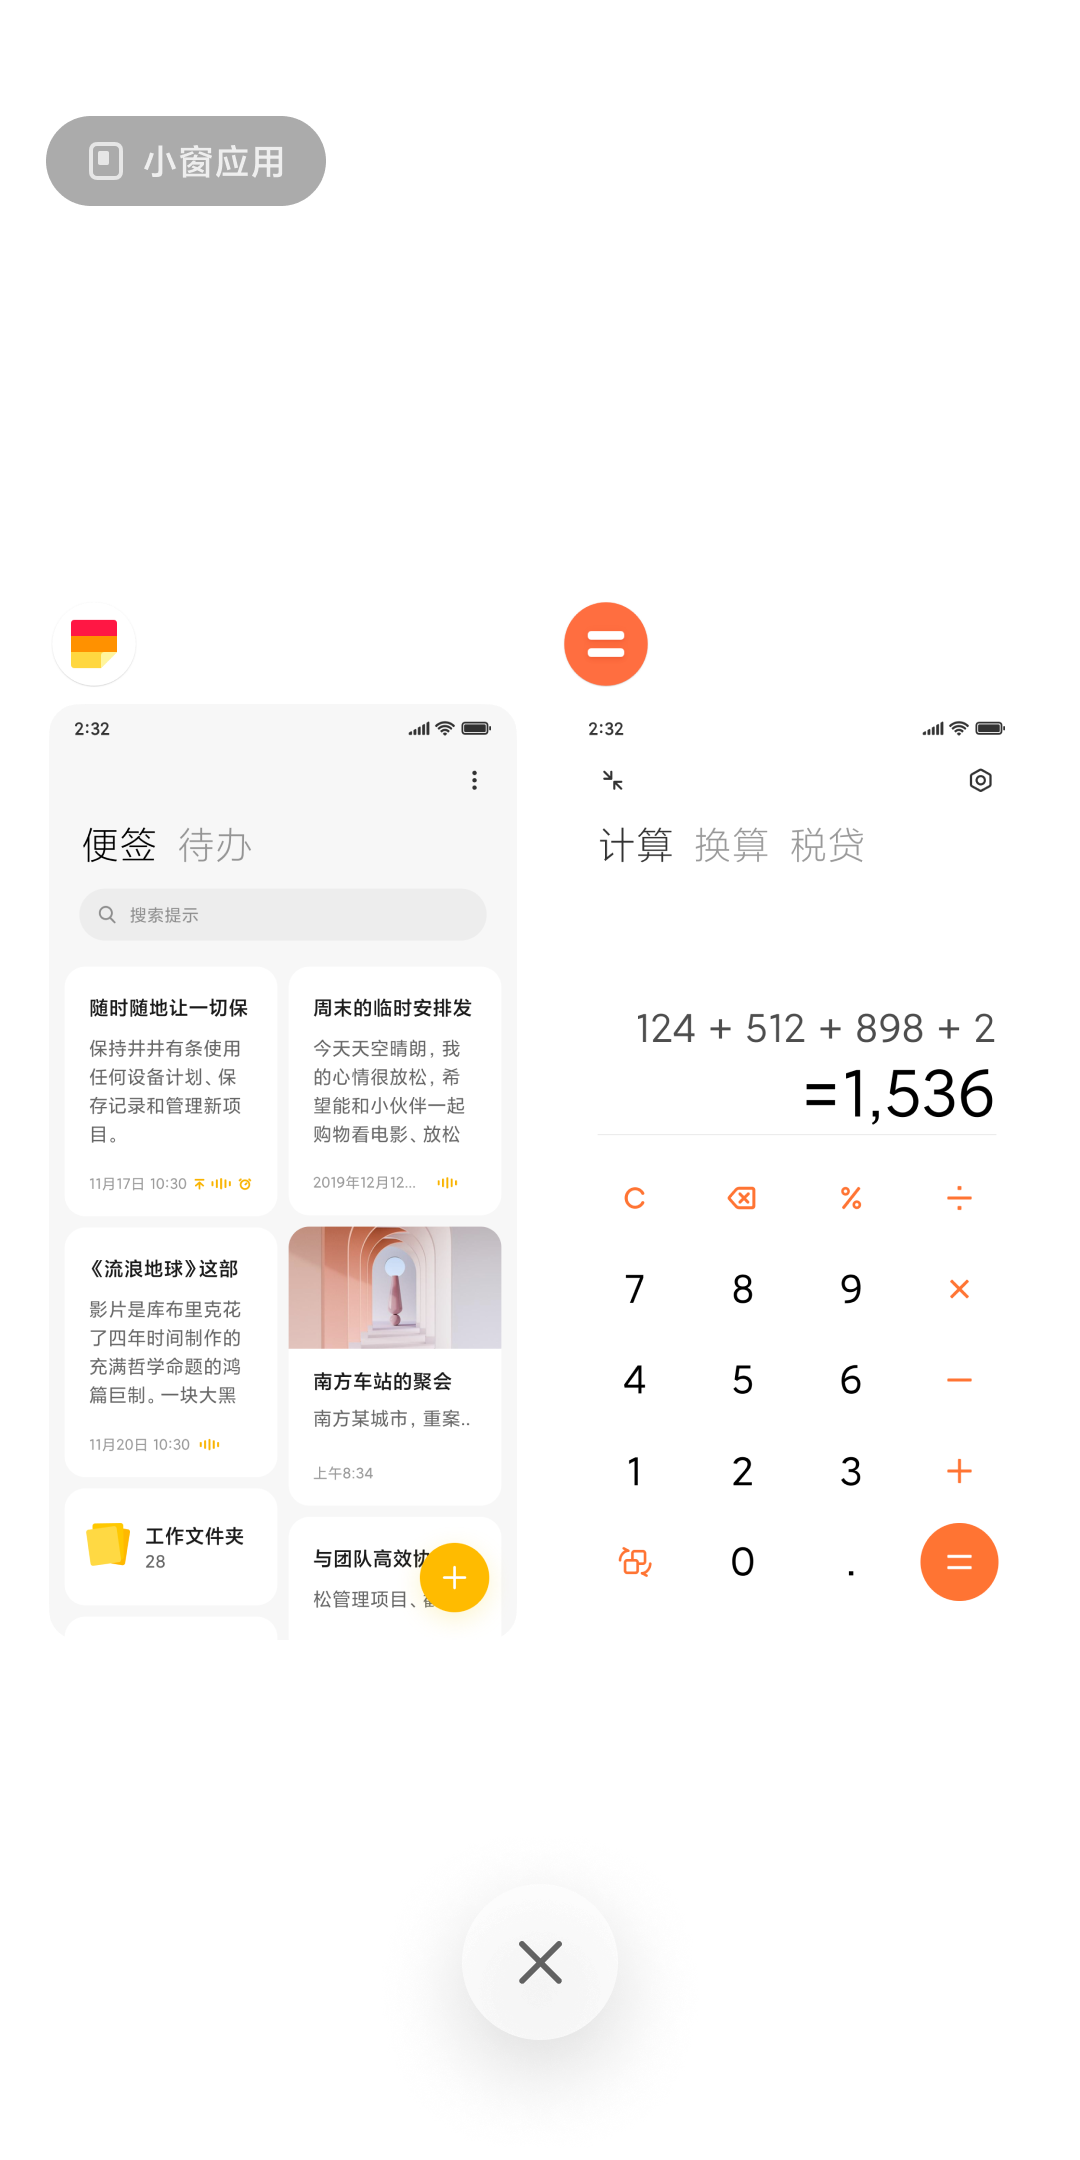 小窗应用
2:32
便签 待办
搜索提示
随时随地让一切保
保持井井有条使用
任何设备计划、保
存记录和管理新项
目。
11月17日 10:30
周末的临时安排发
今天天空晴朗，我
的心情很放松，希
望能和小伙伴一起
购物看电影、放松
2019年12月12...
《流浪地球》这部
影片是库布里克花
了四年时间制作的
充满哲学命题的鸿
篇巨制。一块大黑
11月20日 10:30
南方车站的聚会
南方某城市，重案..
上午8:34
工作文件夹
28
与团队高效协
松管理项目、
2:32
计算 换算 税贷
124 + 512 + 898 + 2
=1,536
C % ÷
7 8 9 ×
4 5 6 −
1 2 3 +
0 . =